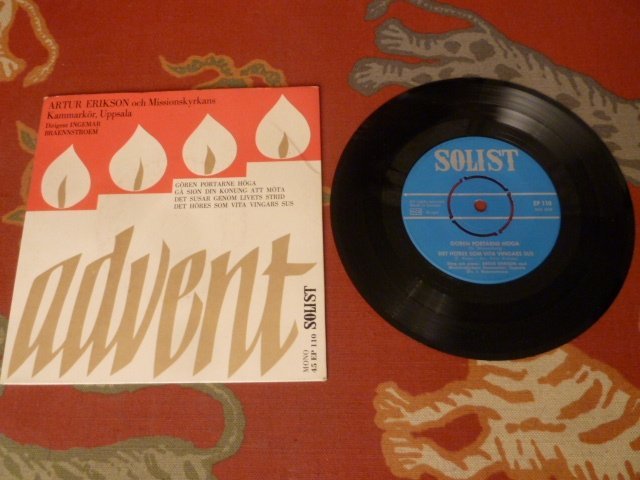 ARTUR ERIKSON och Missionskyrkans
Kammarkör, Uppsala
Dirigent INGEMAR
BRAENNSTROEM
GÖREN PORTARNE HÖGA
GÅ SION DIN KONUNG ATT MÖTA
DET SUSAR GENOM LIVETS STRID
DET HÖRES SOM VITA VINGARS SUS
advent
MONO
45 EP 110 SOLIST
SOLIST
EP 110
GÖREN PORTARNE HÖGA
DET HÖRES SOM VITA VINGARS SUS
ARTUR ERIKSON